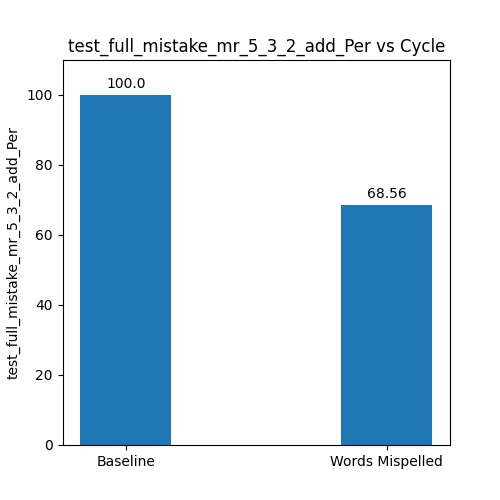 test_full_mistake_mr_5_3_2_add_Per vs Cycle
test_full_mistake_mr_5_3_2_add_Per
100
80
60
40
20
0
100.0
68.56
Baseline
Words Mispelled